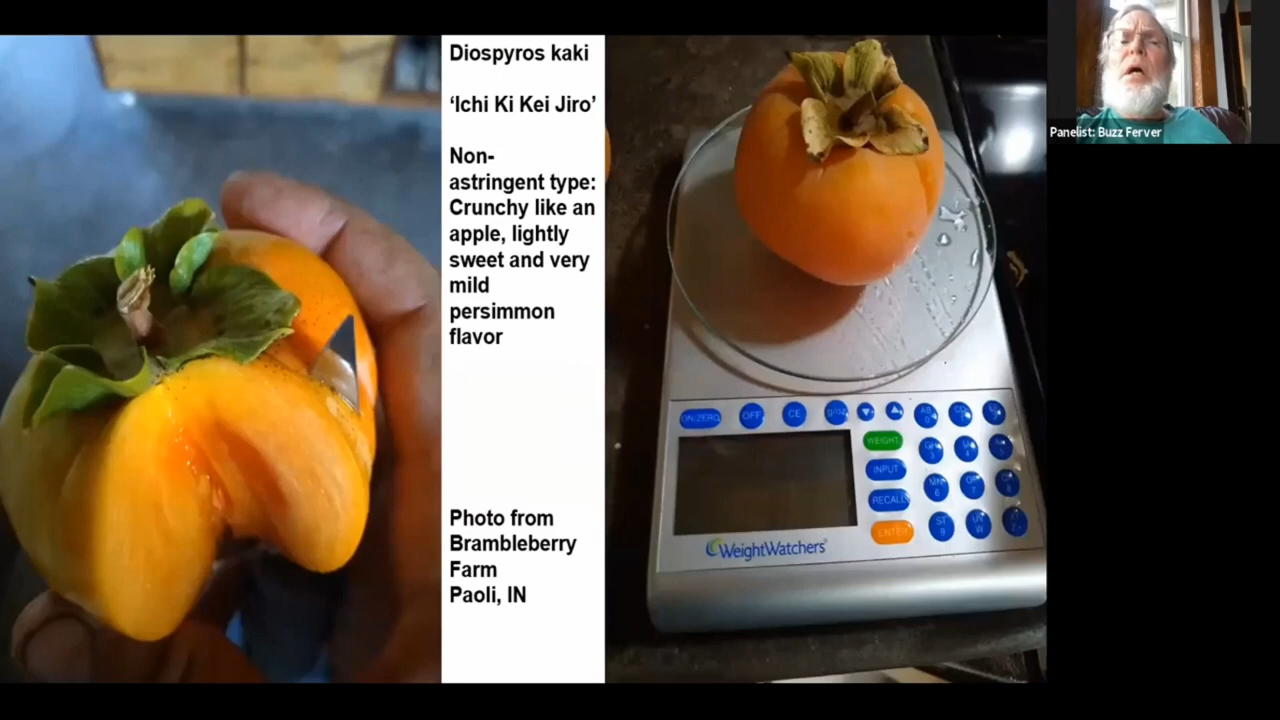 Diospyros kaki
‘Ichi Ki Kei Jiro’
Non-
astringent type:
Crunchy like an
apple, lightly
sweet and very
mild
persimmon
flavor
Photo from
Brambleberry
Farm
Paoli, IN
ON/ZERO OFF CE g/oz
WEIGHT
INPUT
RECALL
ENTER
WeightWatchers
Panelist: Buzz Ferver